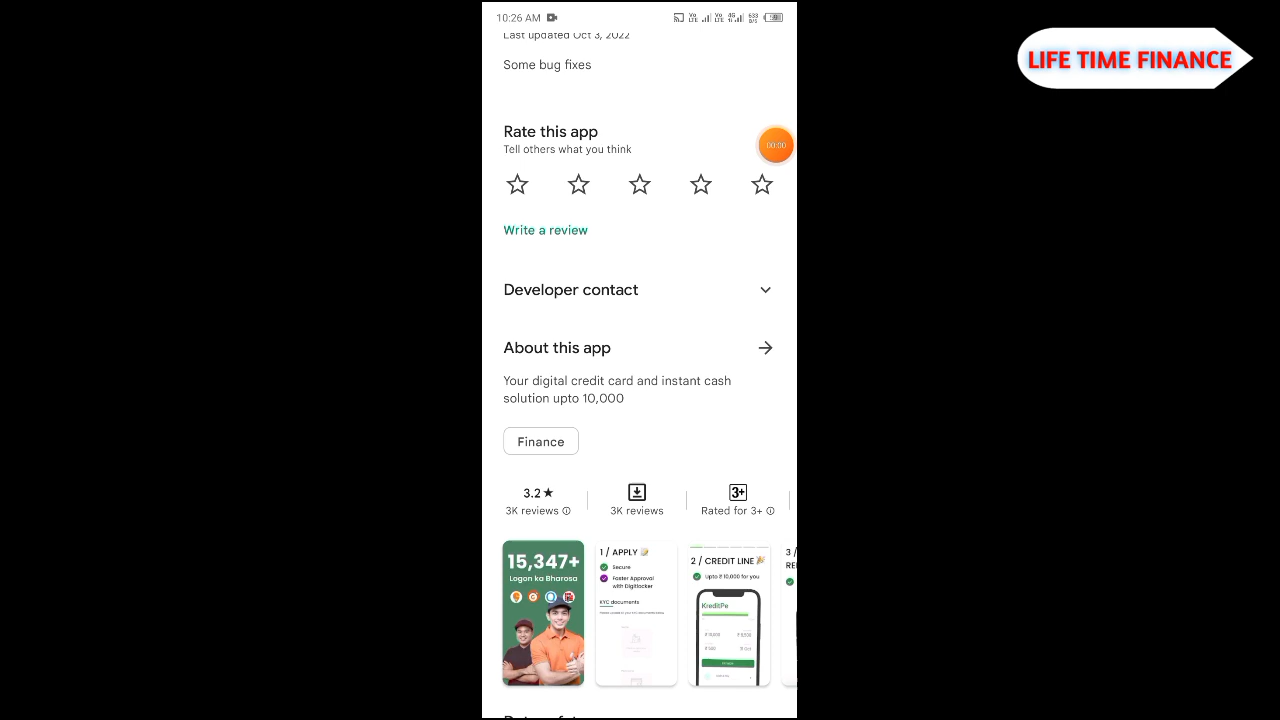 10:26 AM
LIFE TIME FINANCE
Last updated Oct 3, 2022
Some bug fixes
Rate this app
Tell others what you think
00:00
Write a review
Developer contact
About this app
Your digital credit card and instant cash
solution upto 10,000
Finance
3.2★
3K reviews
3K reviews
3+
Rated for 3+
15,347+
Logon ka Bharosa
1 / APPLY
Secure
Faster Approval
with Digilocker
KYC documents
2 / CREDIT LINE
Upto ₹ 10,000 for you
KreditPe
3 /